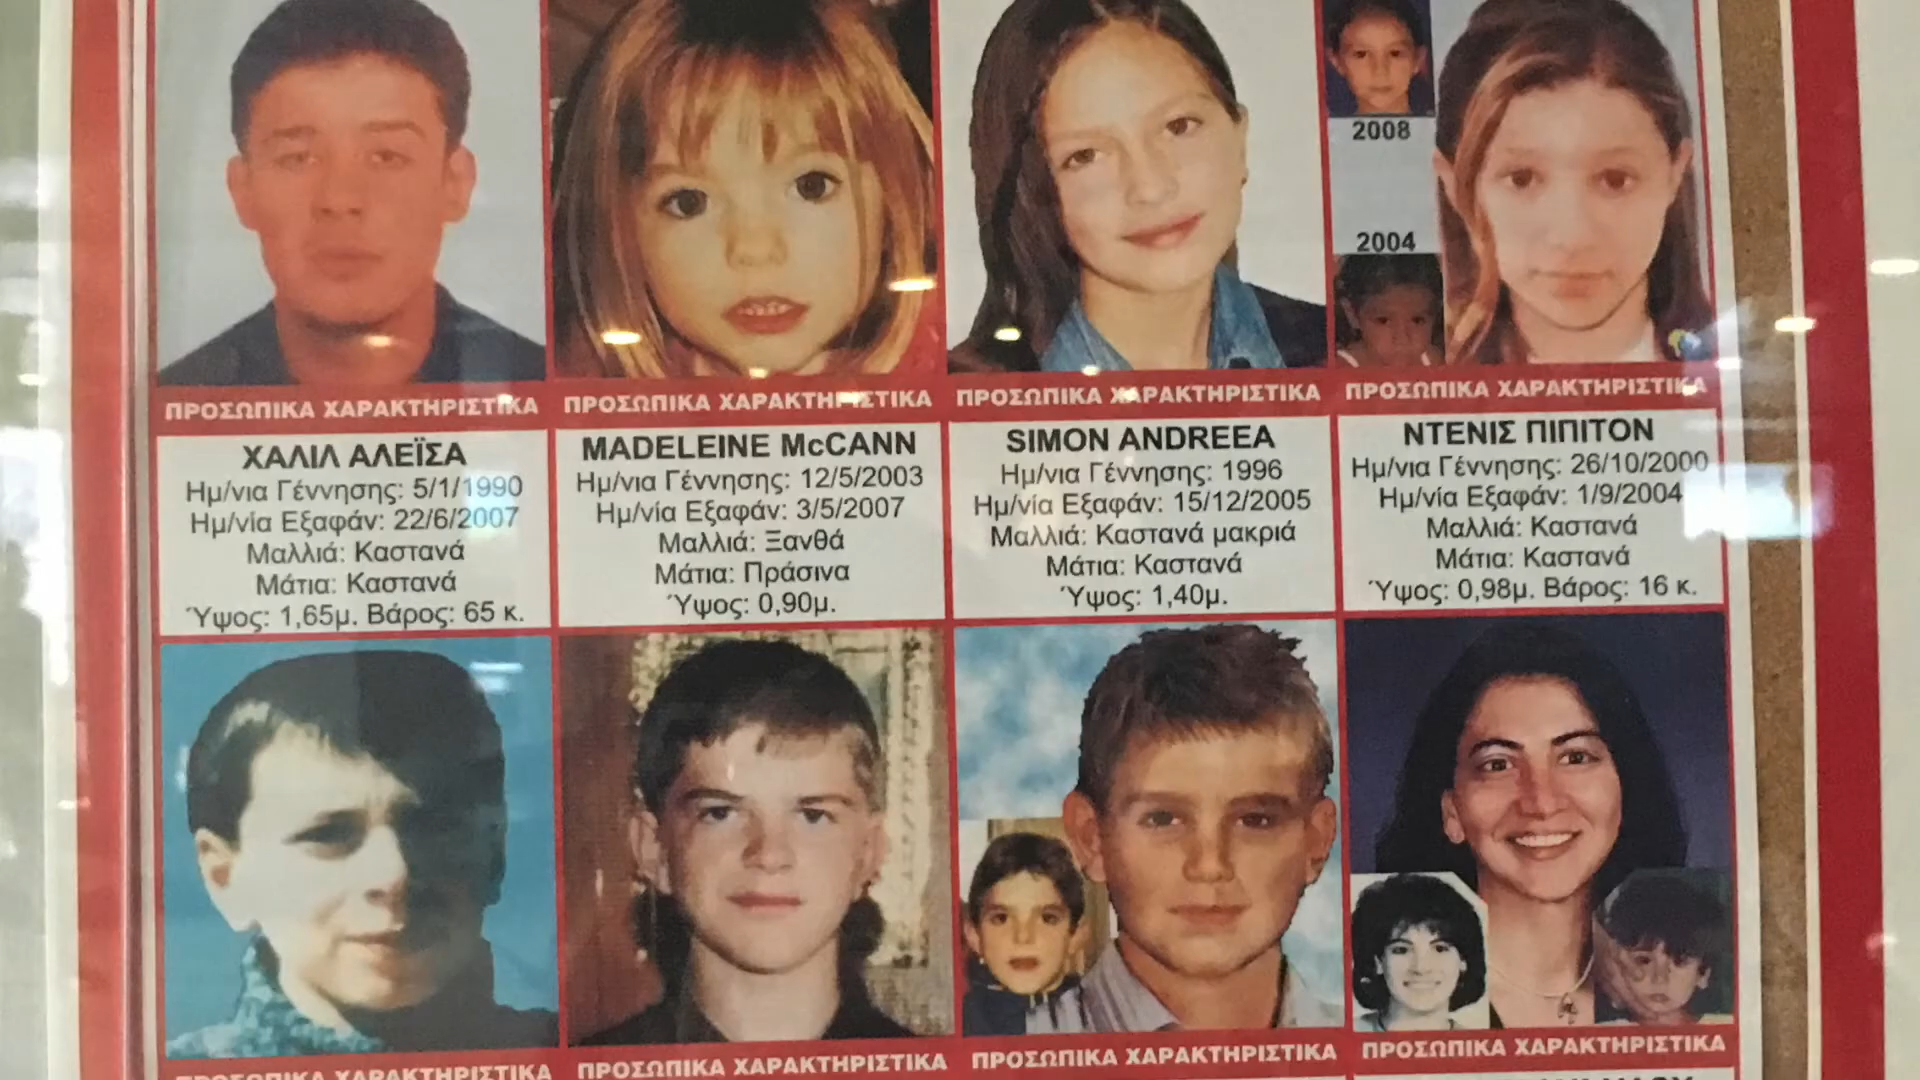 2008
2004
ΠΡΟΣΩΠΙΚΑ ΧΑΡΑΚΤΗΡΙΣΤΙΚΑ
ΧΑΛΙΛ ΑΛΕΪΣΑ
Ημ/νια Γέννησης: 5/1/1990
Ημ/νία Εξαφάν: 22/6/2007
Μαλλιά: Καστανά
Μάτια: Καστανά
Ύψος: 1,65μ. Βάρος: 65 κ.
ΠΡΟΣΩΠΙΚΑ ΧΑΡΑΚΤΗΡΙΣΤΙΚΑ
MADELEINE McCANN
Ημ/νια Γέννησης: 12/5/2003
Ημ/νία Εξαφάν: 3/5/2007
Μαλλιά: Ξανθά
Μάτια: Πράσινα
Ύψος: 0,90μ.
ΠΡΟΣΩΠΙΚΑ ΧΑΡΑΚΤΗΡΙΣΤΙΚΑ
SIMON ANDREEA
Ημ/νια Γέννησης: 1996
Ημ/νία Εξαφάν: 15/12/2005
Μαλλιά: Καστανά μακριά
Μάτια: Καστανά
Ύψος: 1,40μ.
ΠΡΟΣΩΠΙΚΑ ΧΑΡΑΚΤΗΡΙΣΤΙΚΑ
ΝΤΕΝΙΣ ΠΙΠΙΤΟΝ
Ημ/νια Γέννησης: 26/10/2000
Ημ/νία Εξαφάν: 1/9/2004
Μαλλιά: Καστανά
Μάτια: Καστανά
Ύψος: 0,98μ. Βάρος: 16 κ.
ΠΡΟΣΩΠΙΚΑ ΧΑΡΑΚΤΗΡΙΣΤΙΚΑ
ΠΡΟΣΩΠΙΚΑ ΧΑΡΑΚΤΗΡΙΣΤΙΚΑ
ΠΡΟΣΩΠΙΚΑ ΧΑΡΑΚΤΗΡΙΣΤΙΚΑ
ΠΡΟΣΩΠΙΚΑ ΧΑΡΑΚΤΗΡΙΣΤΙΚΑ